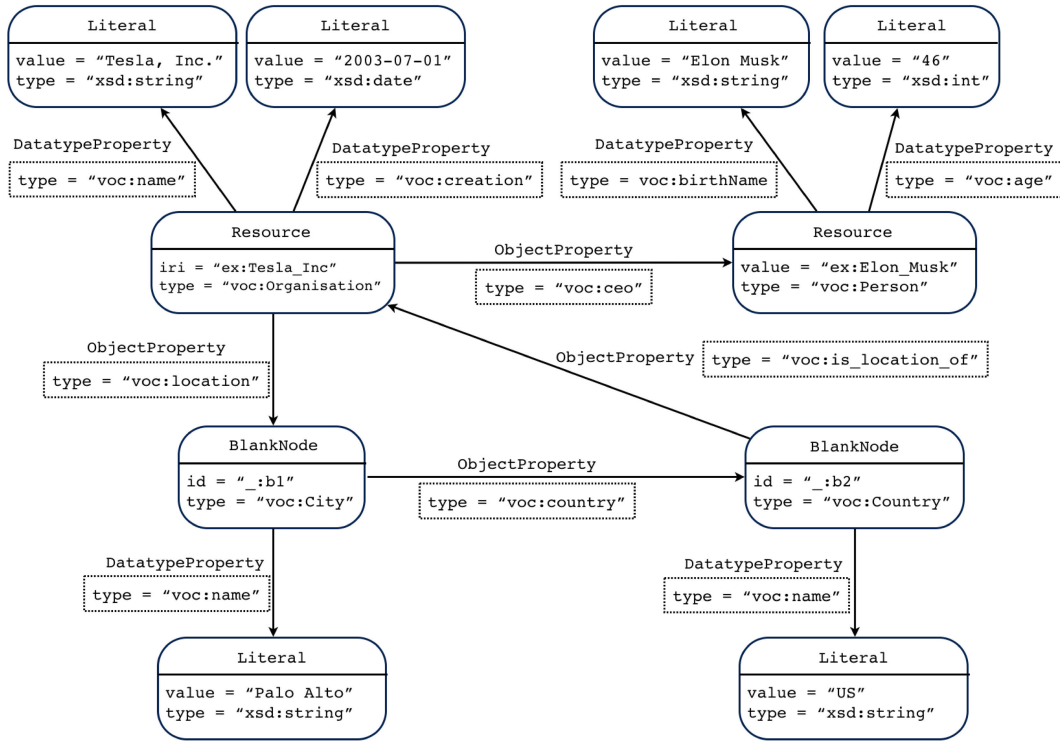 Literal
value = “Tesla, Inc.”
type = “xsd:string”
Literal
value = “2003-07-01”
type = “xsd:date”
Literal
value = “Elon Musk”
type = “xsd:string”
Literal
value = “46”
type = “xsd:int”
DatatypeProperty
type = “voc:name”
DatatypeProperty
type = “voc:creation”
DatatypeProperty
type = voc:birthName
DatatypeProperty
type = “voc:age”
Resource
iri = “ex:Tesla_Inc”
type = “voc:Organisation”
ObjectProperty
type = “voc:ceo”
Resource
value = “ex:Elon_Musk”
type = “voc:Person”
ObjectProperty
type = “voc:location”
ObjectProperty
type = “voc:is_location_of”
BlankNode
id = “_:b1”
type = “voc:City”
ObjectProperty
type = “voc:country”
BlankNode
id = “_:b2”
type = “voc:Country”
DatatypeProperty
type = “voc:name”
DatatypeProperty
type = “voc:name”
Literal
value = “Palo Alto”
type = “xsd:string”
Literal
value = “US”
type = “xsd:string”